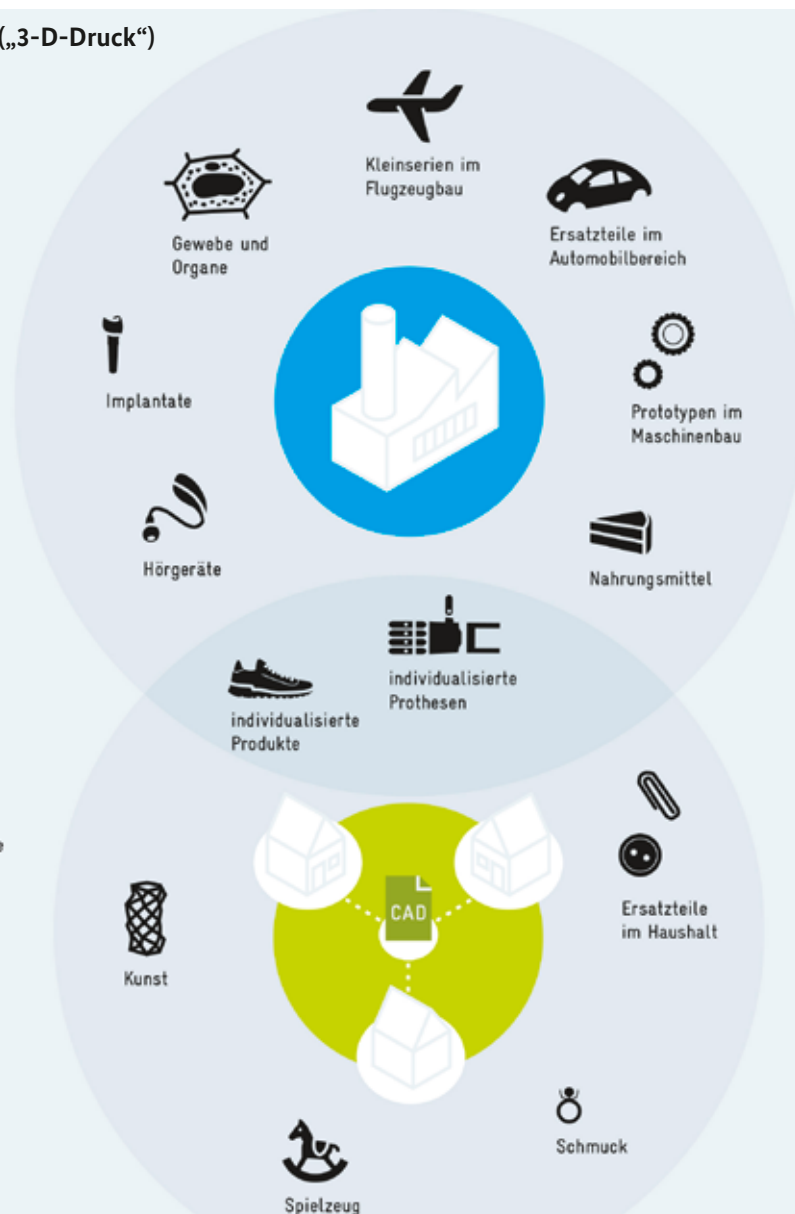 („3-D-Druck“)
Kleinserien im
Flugzeugbau
Gewebe und
Organe
Ersatzteile im
Automobilbereich
Implantate
Prototypen im
Maschinenbau
Hörgeräte
Nahrungsmittel
individualisierte
Prothesen
individualisierte
Produkte
e
CAD
Ersatzteile
im Haushalt
Kunst
Schmuck
Spielzeug